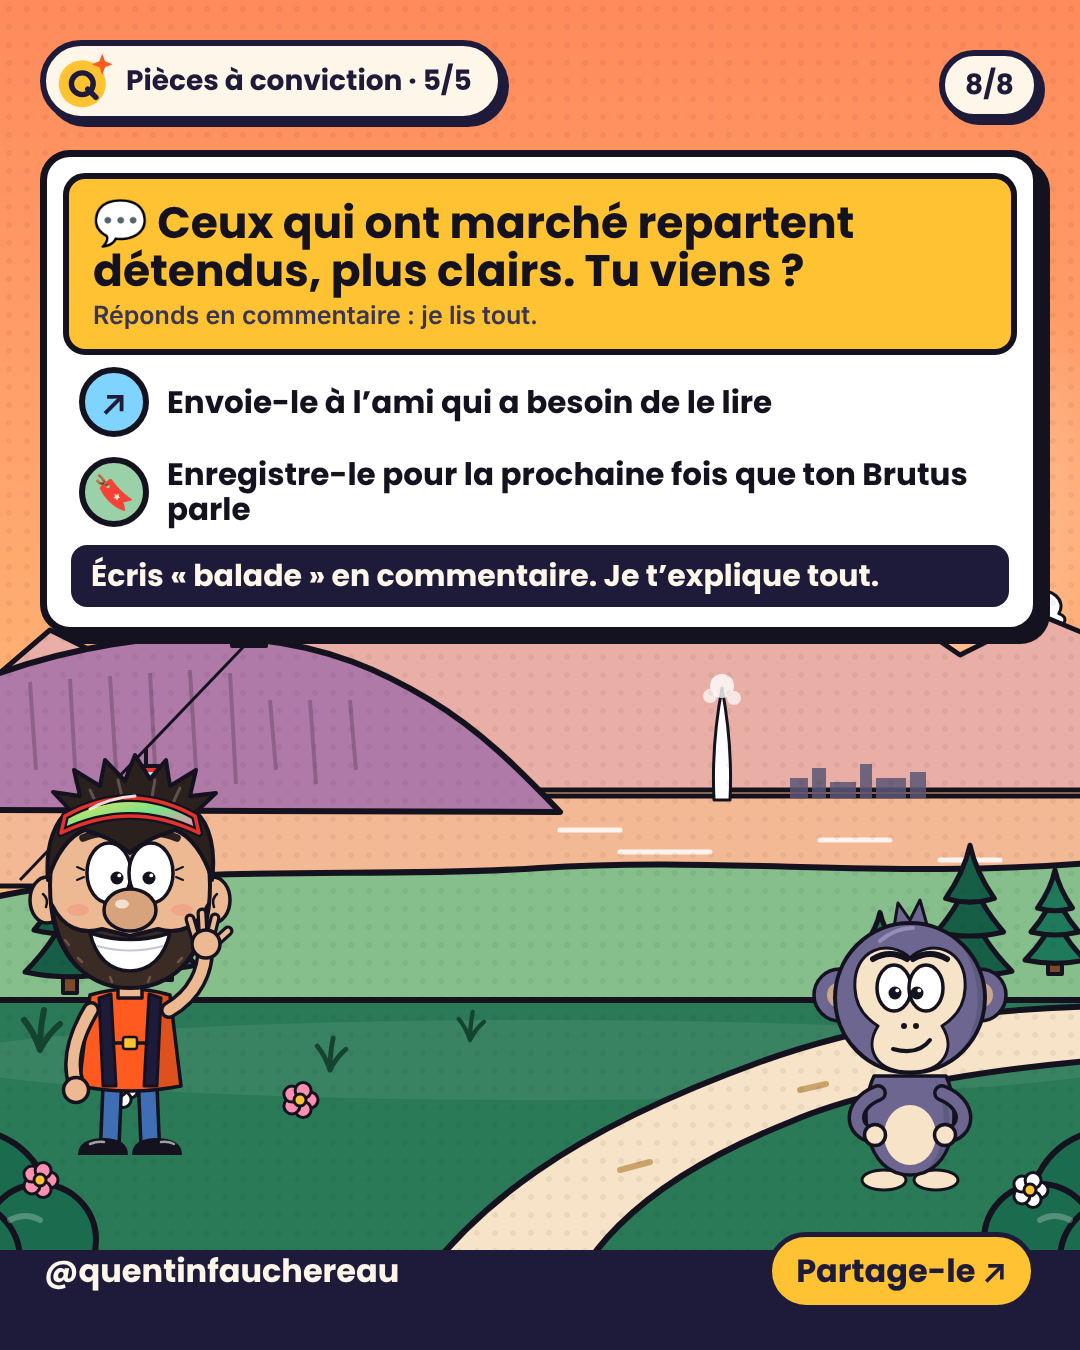 Q Pièces à conviction · 5/5
8/8
💬 Ceux qui ont marché repartent
détendus, plus clairs. Tu viens ?
Réponds en commentaire : je lis tout.
Envoie-le à l’ami qui a besoin de le lire
Enregistre-le pour la prochaine fois que ton Brutus
parle
Écris « balade » en commentaire. Je t’explique tout.
@quentinfauchereau
Partage-le ↗